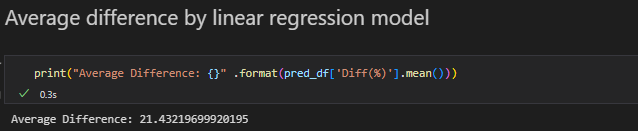 Average difference by linear regression model
print("Average Difference: {}" .format(pred_df['Diff(%)'].mean()))
0.3s
Average Difference: 21.43219699920195